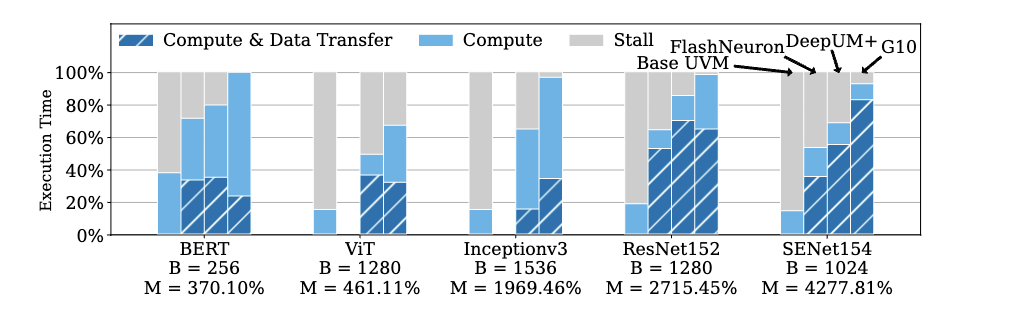 Compute & Data Transfer Compute Stall
FlashNeuron DeepUM+ G10
Base UVM
Execution Time
100%
80%
60%
40%
20%
0%
BERT ViT Inceptionv3 ResNet152 SENet154
B = 256 B = 1280 B = 1536 B = 1280 B = 1024
M = 370.10% M = 461.11% M = 1969.46% M = 2715.45% M = 4277.81%